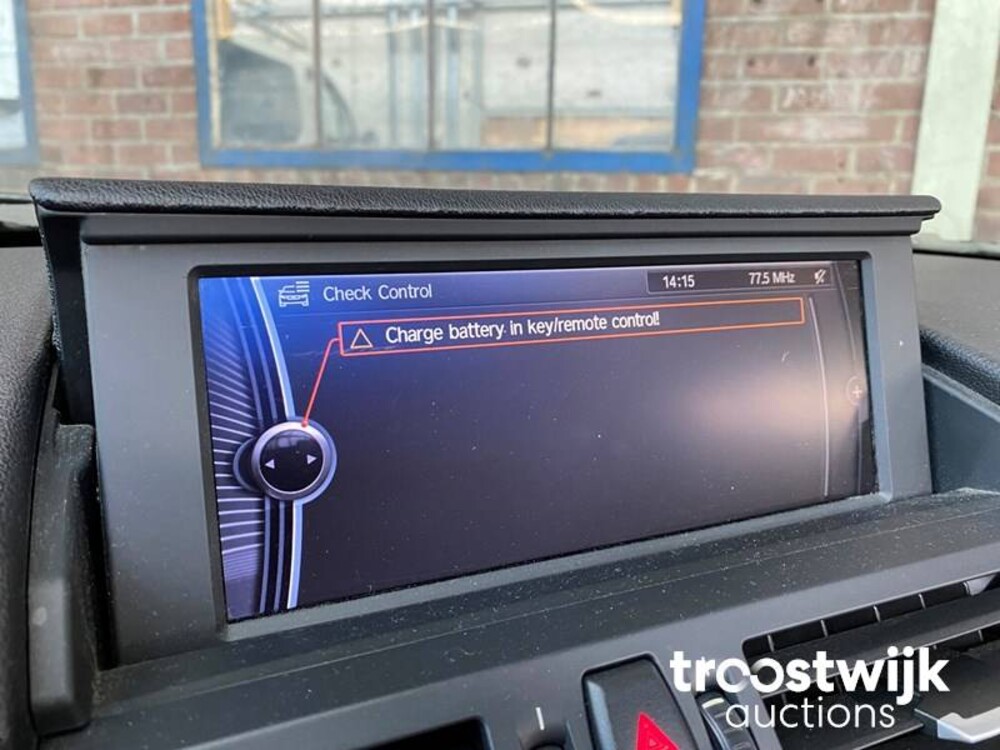 Check Control
14:15
77.5 MHz
Charge battery in key/remote control!
troostwijk
auctions